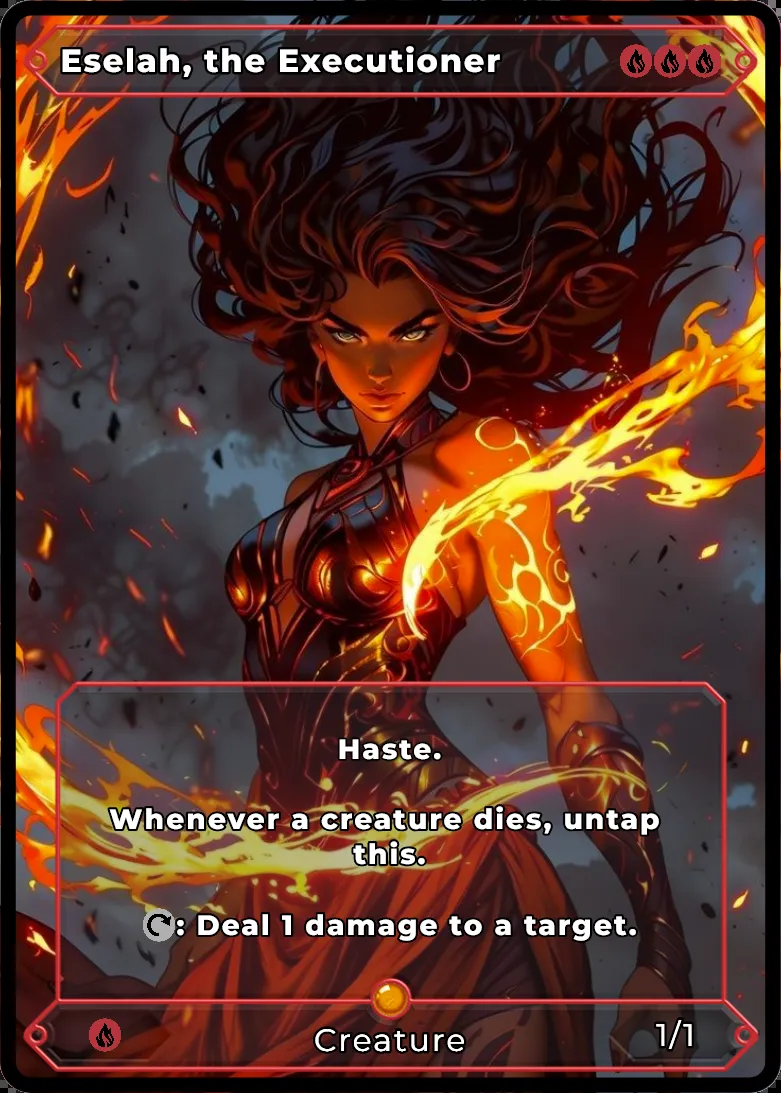 Eselah, the Executioner
Haste.
Whenever a creature dies, untap
this.
: Deal 1 damage to a target.
Creature
1/1